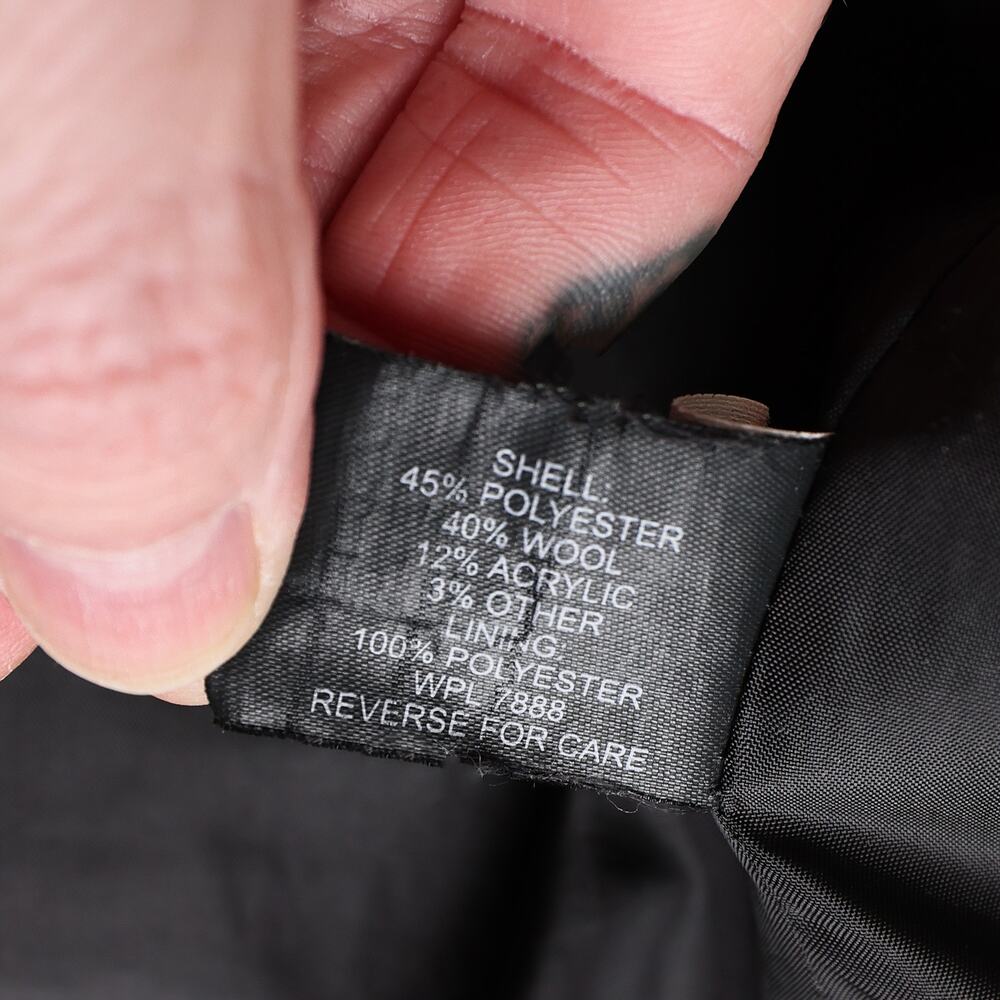 SHELL.
45% POLYESTER
40% WOOL
12% ACRYLIC
3% OTHER
LINING:
100% POLYESTER
WPL 7888
REVERSE FOR CARE